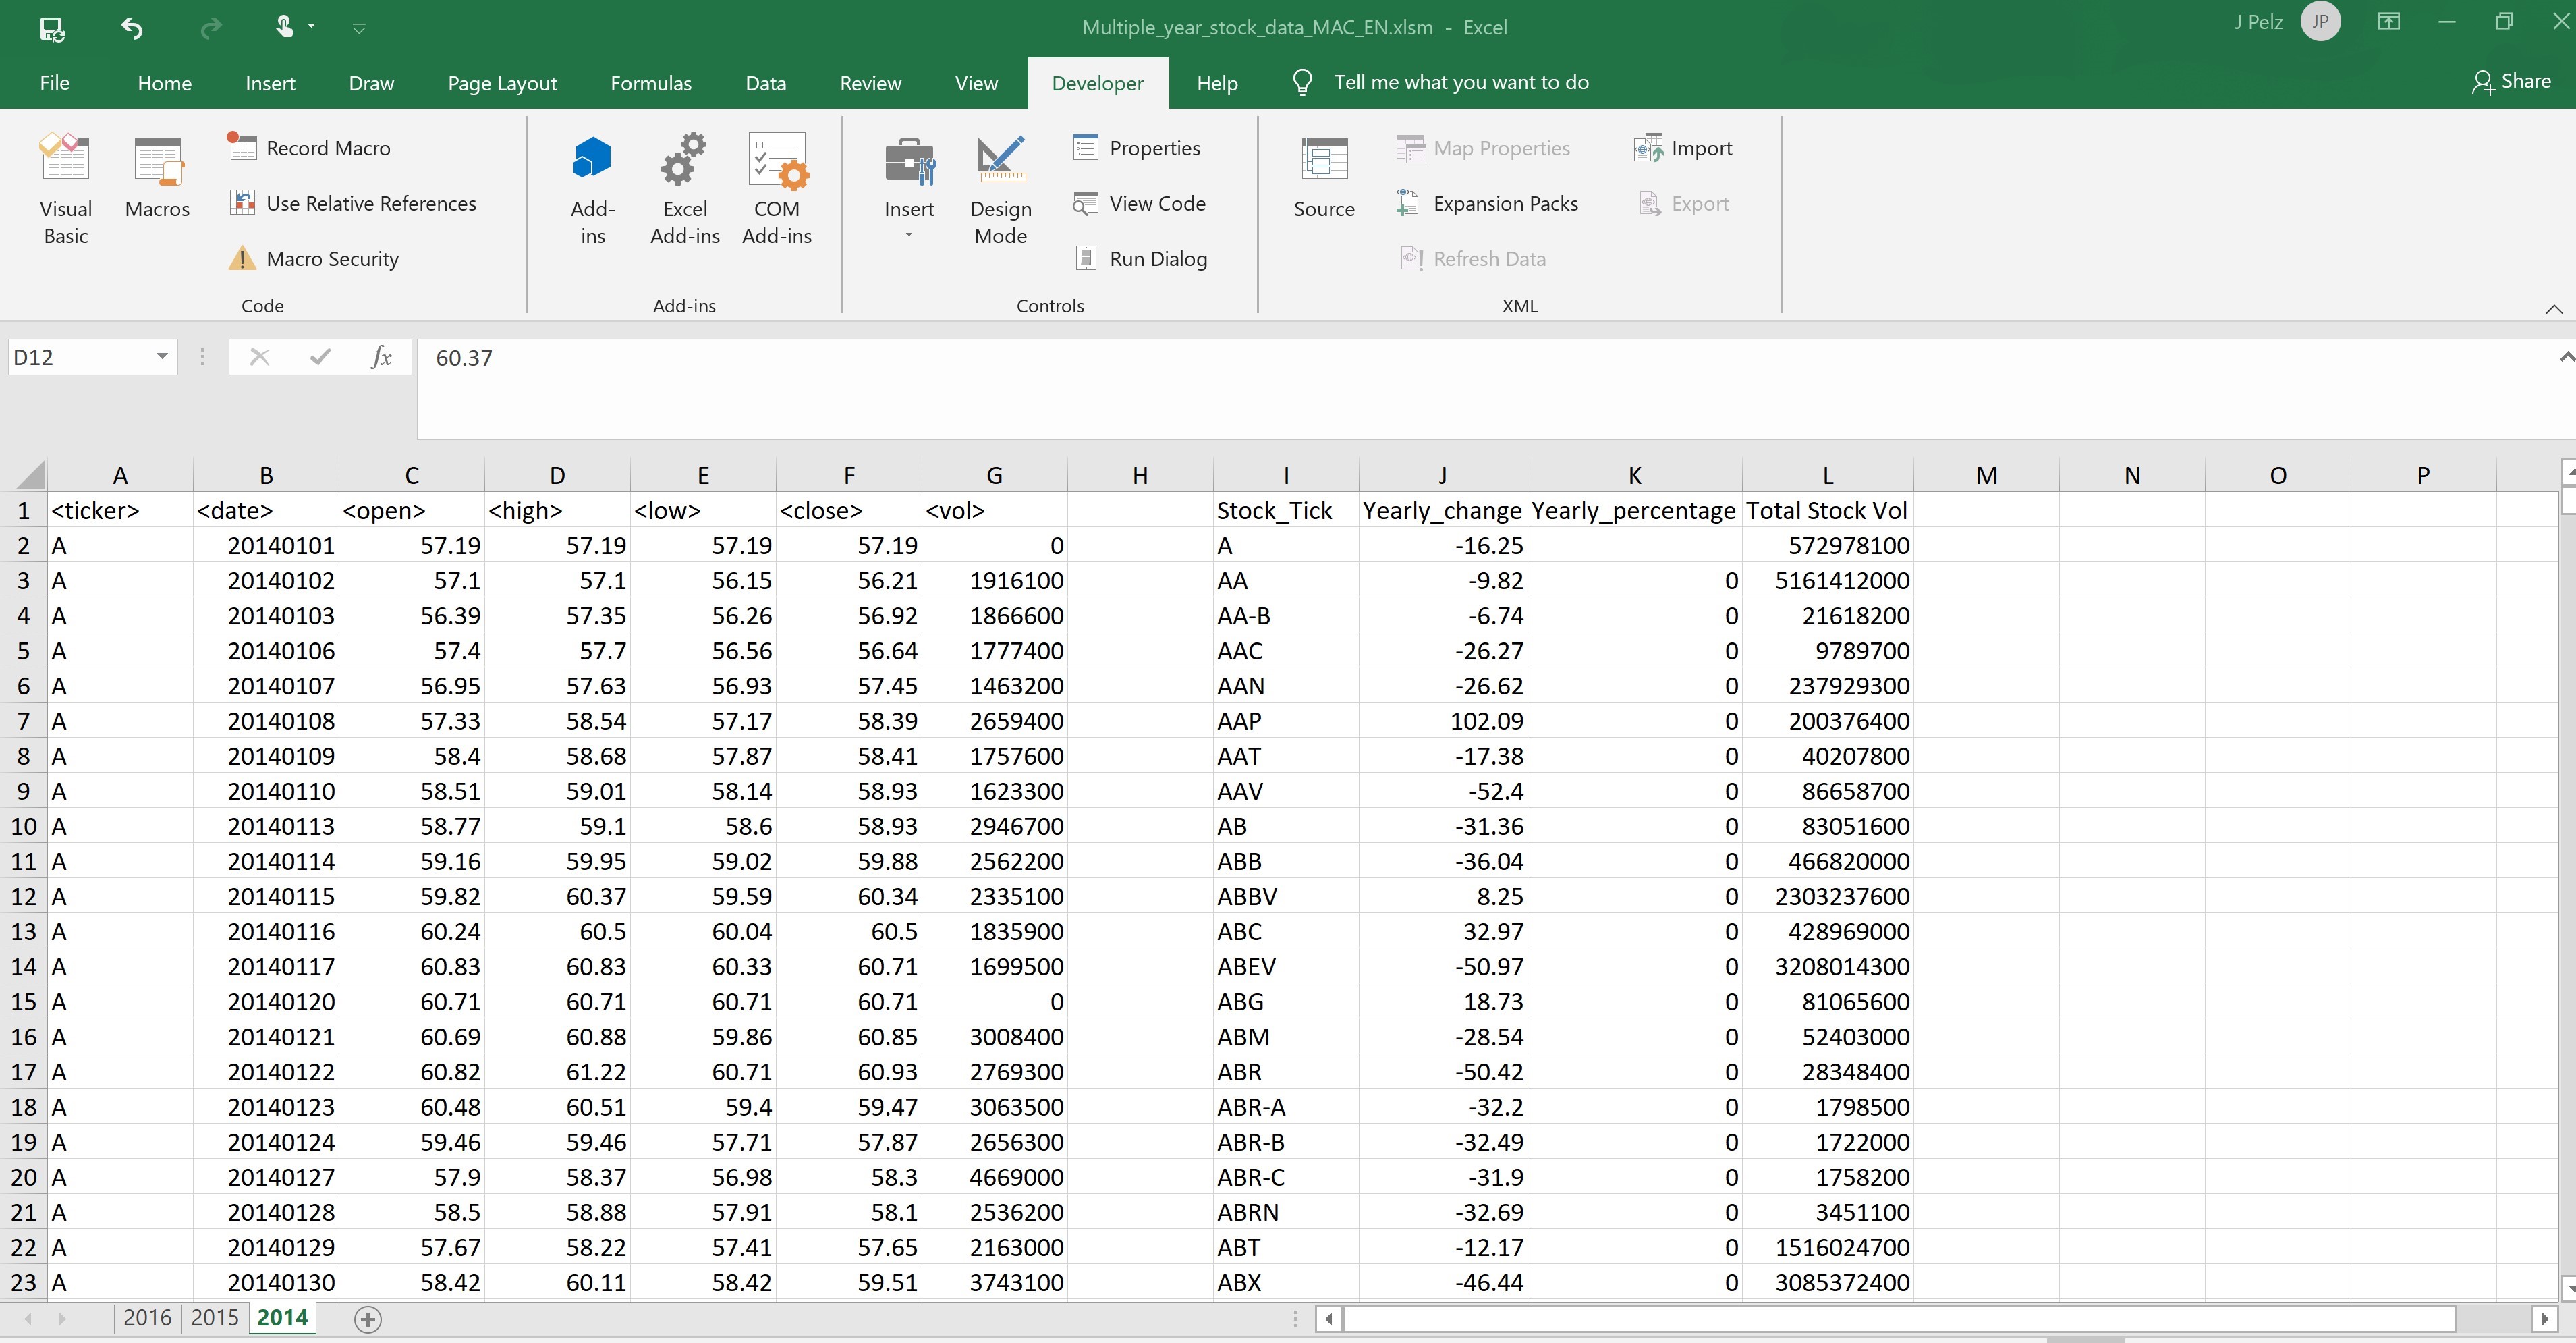 Multiple_year_stock_data_MAC_EN.xlsm - Excel
J Pelz JP
File Home Insert Draw Page Layout Formulas Data Review View Developer Help Tell me what you want to do Share
Visual Basic
Macros
Record Macro
Use Relative References
Macro Security
Code
Add-ins
Excel Add-ins
COM Add-ins
Add-ins
Insert
Design Mode
Properties
View Code
Run Dialog
Controls
Source
Map Properties
Expansion Packs
Refresh Data
Import
Export
XML
D12 fx 60.37
A B C D E F G H I J K L M N O P
1 <ticker> <date> <open> <high> <low> <close> <vol> Stock_Tick Yearly_change Yearly_percentage Total Stock Vol
2 A 20140101 57.19 57.19 57.19 57.19 0 A -16.25 572978100
3 A 20140102 57.1 57.1 56.15 56.21 1916100 AA -9.82 0 5161412000
4 A 20140103 56.39 57.35 56.26 56.92 1866600 AA-B -6.74 0 21618200
5 A 20140106 57.4 57.7 56.56 56.64 1777400 AAC -26.27 0 9789700
6 A 20140107 56.95 57.63 56.93 57.45 1463200 AAN -26.62 0 237929300
7 A 20140108 57.33 58.54 57.17 58.39 2659400 AAP 102.09 0 200376400
8 A 20140109 58.4 58.68 57.87 58.41 1757600 AAT -17.38 0 40207800
9 A 20140110 58.51 59.01 58.14 58.93 1623300 AAV -52.4 0 86658700
10 A 20140113 58.77 59.1 58.6 58.93 2946700 AB -31.36 0 83051600
11 A 20140114 59.16 59.95 59.02 59.88 2562200 ABB -36.04 0 466820000
12 A 20140115 59.82 60.37 59.59 60.34 2335100 ABBV 8.25 0 2303237600
13 A 20140116 60.24 60.5 60.04 60.5 1835900 ABC 32.97 0 428969000
14 A 20140117 60.83 60.83 60.33 60.71 1699500 ABEV -50.97 0 3208014300
15 A 20140120 60.71 60.71 60.71 60.71 0 ABG 18.73 0 81065600
16 A 20140121 60.69 60.88 59.86 60.85 3008400 ABM -28.54 0 52403000
17 A 20140122 60.82 61.22 60.71 60.93 2769300 ABR -50.42 0 28348400
18 A 20140123 60.48 60.51 59.4 59.47 3063500 ABR-A -32.2 0 1798500
19 A 20140124 59.46 59.46 57.71 57.87 2656300 ABR-B -32.49 0 1722000
20 A 20140127 57.9 58.37 56.98 58.3 4669000 ABR-C -31.9 0 1758200
21 A 20140128 58.5 58.88 57.91 58.1 2536200 ABRN -32.69 0 3451100
22 A 20140129 57.67 58.22 57.41 57.65 2163000 ABT -12.17 0 1516024700
23 A 20140130 58.42 60.11 58.42 59.51 3743100 ABX -46.44 0 3085372400
2016 2015 2014